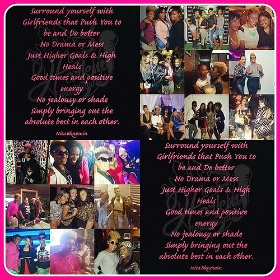 Surround yourself with
Girlfriends that Push You to
be and Do better
No Drama or Mess
Just Higher Goals & High
Heels
Good times and positive
energy
No jealousy or shade
Simply bringing out the
absolute best in each other.
Surround yourself with
Girlfriends that Push You to
be and Do better
No Drama or Mess
Just Higher Goals & High
Heels
Good times and positive
energy
No jealousy or shade
Simply bringing out the
absolute best in each other.